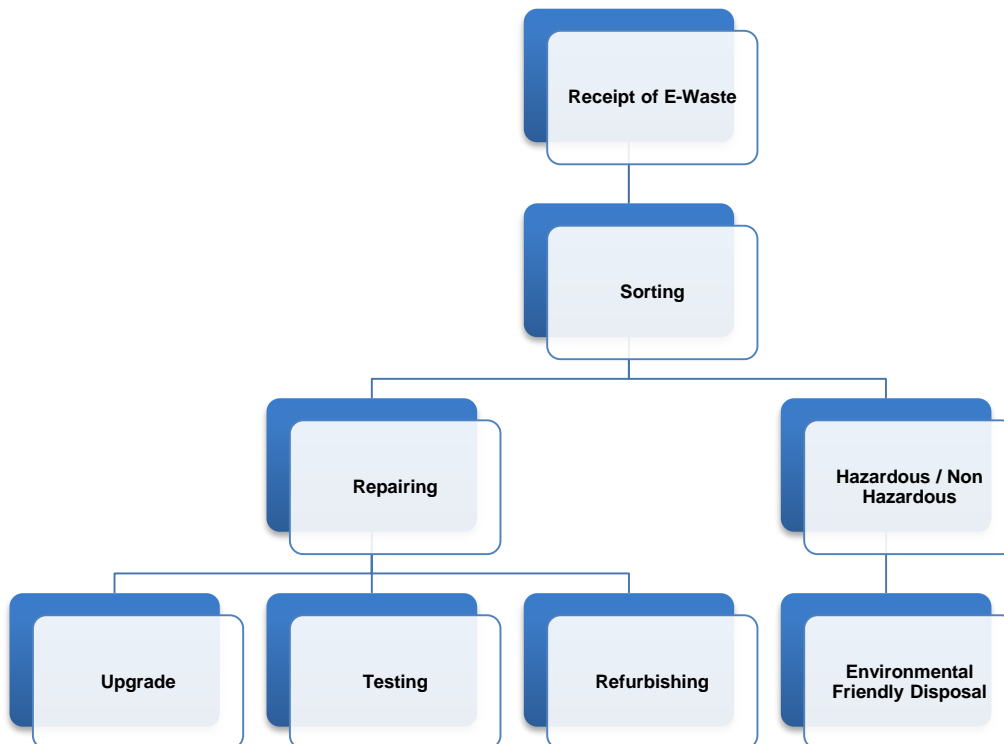 Receipt of E-Waste
Sorting
Repairing
Hazardous / Non
Hazardous
Upgrade
Testing
Refurbishing
Environmental
Friendly Disposal